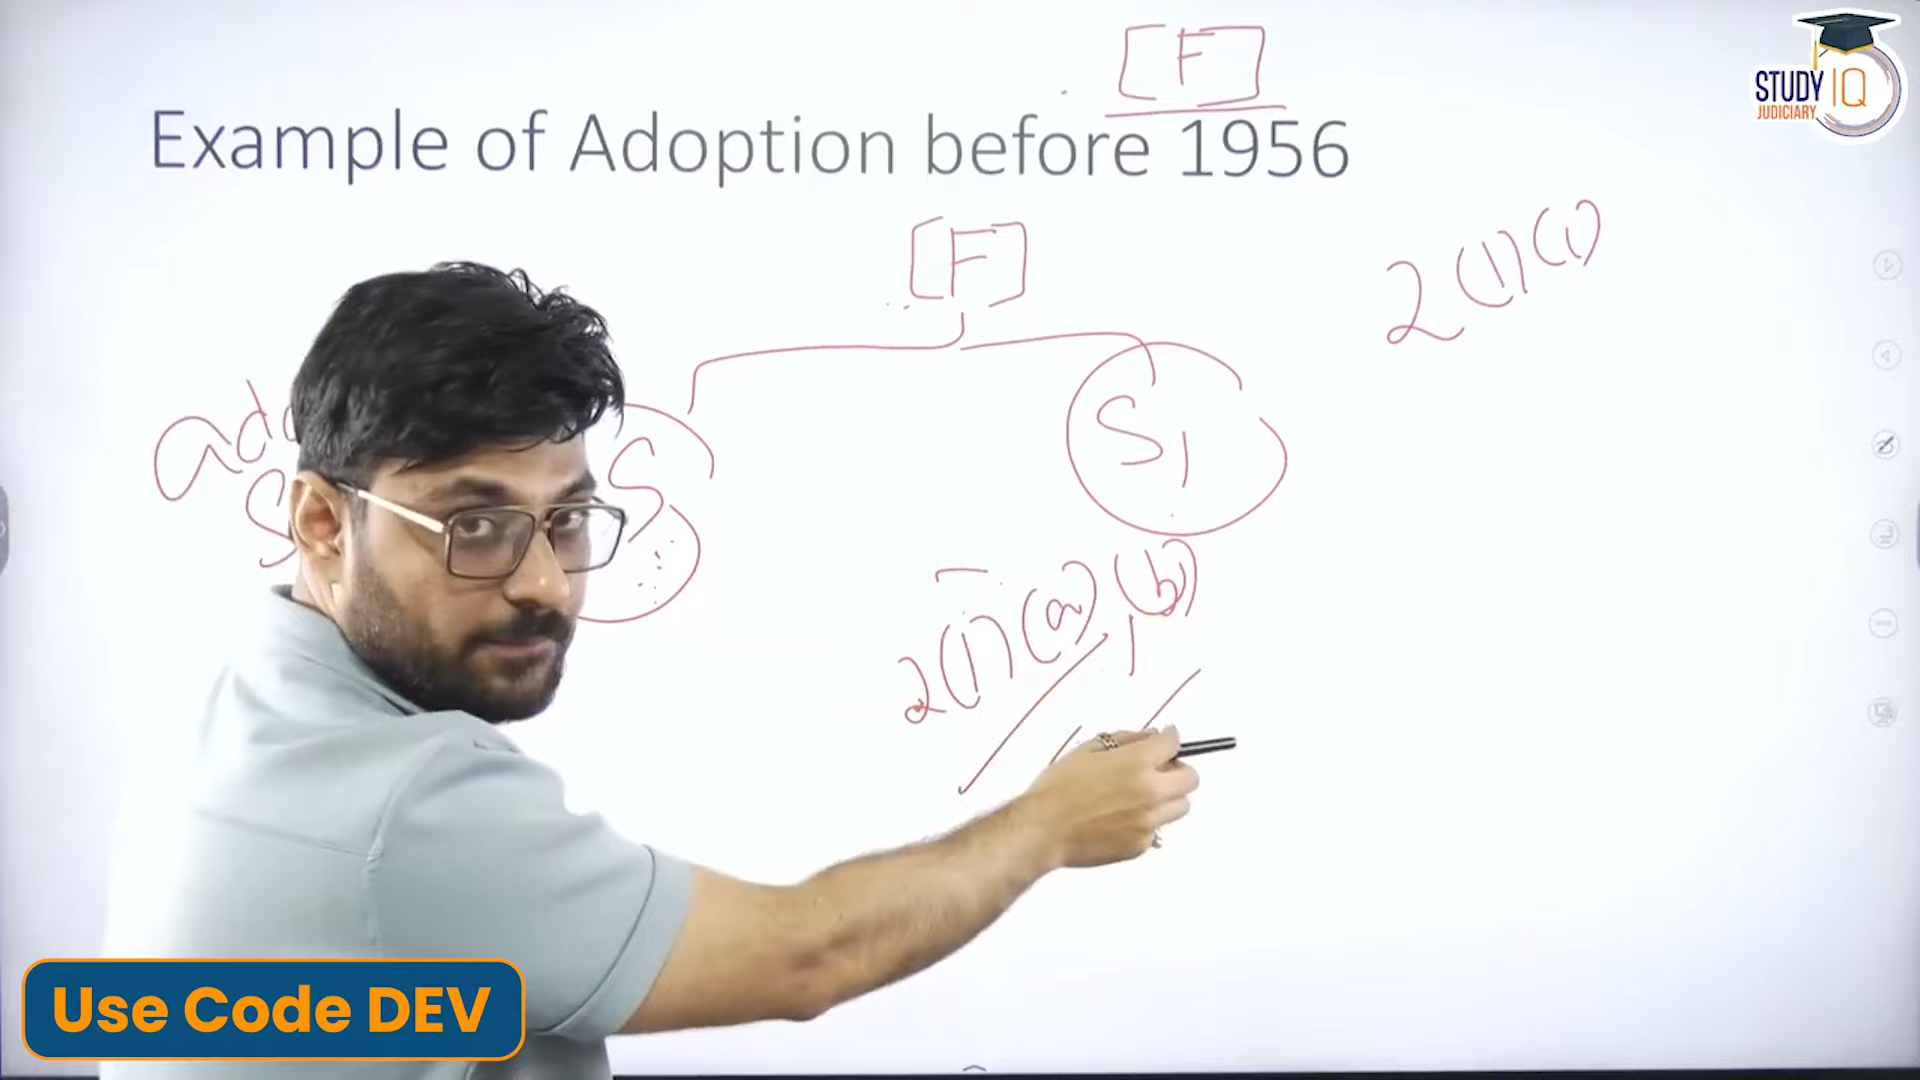 [F]
STUDY IQ
JUDICIARY
Example of Adoption before 1956
[F]
2(1)(i)
S
S1
2(1)(a), (b)
Use Code DEV